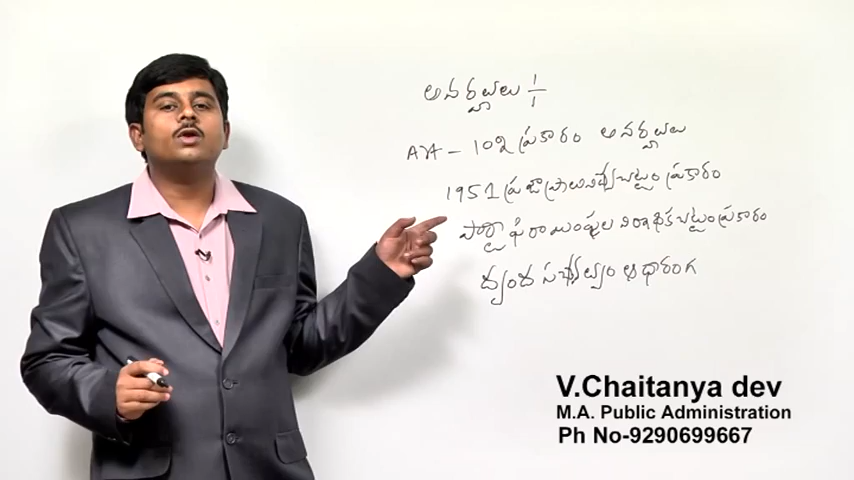 అనర్హతలు
Art - 102 ప్రకారం అనర్హతలు
1951 ప్రజాప్రాతినిధ్య చట్టం ప్రకారం
పార్టీ ఫిరాయింపుల నిరోధక చట్టం ప్రకారం
ద్వంద సభ్యత్వం ఆధారంగ
V.Chaitanya dev
M.A. Public Administration
Ph No-9290699667